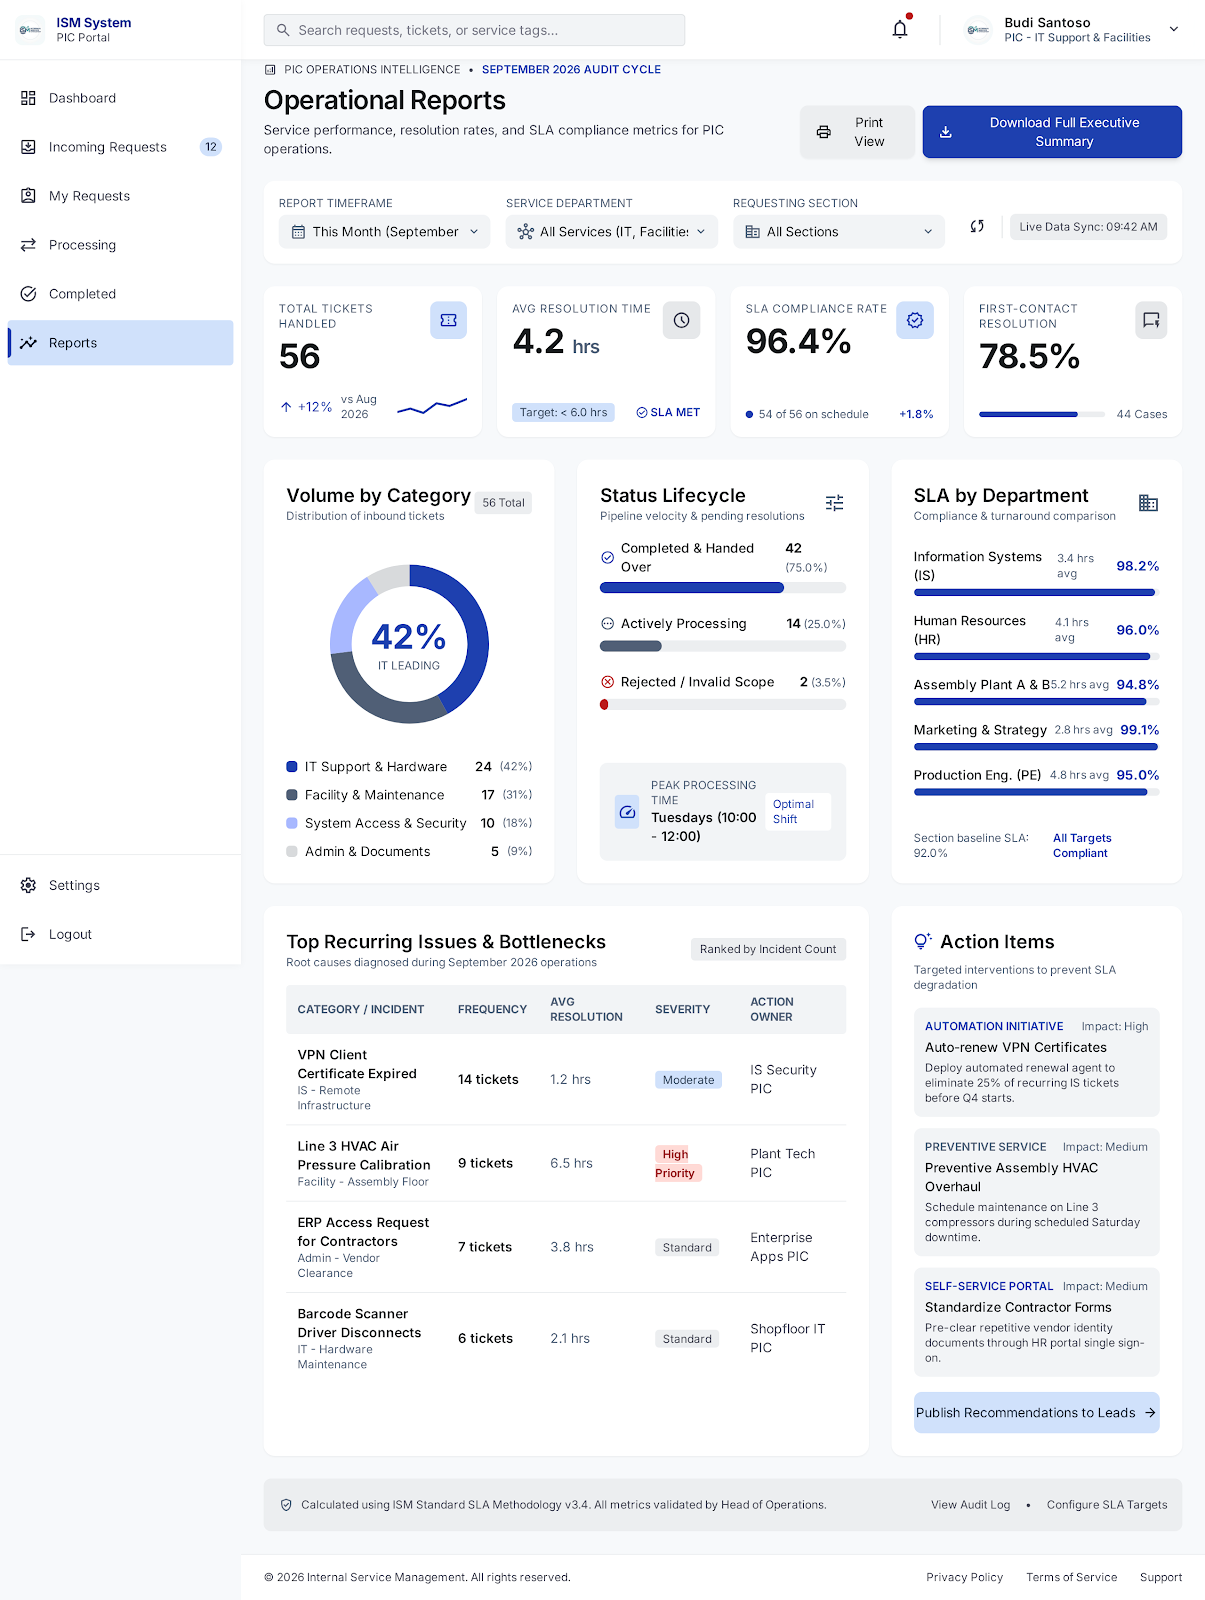 ISM System
PIC Portal
Search requests, tickets, or service tags...
Budi Santoso
PIC - IT Support & Facilities
Dashboard
Incoming Requests 12
My Requests
Processing
Completed
Reports
Settings
Logout
PIC OPERATIONS INTELLIGENCE • SEPTEMBER 2026 AUDIT CYCLE
Operational Reports
Service performance, resolution rates, and SLA compliance metrics for PIC
operations.
Print
View
Download Full Executive
Summary
REPORT TIMEFRAME
This Month (September
SERVICE DEPARTMENT
All Services (IT, Facilities
REQUESTING SECTION
All Sections
Live Data Sync: 09:42 AM
TOTAL TICKETS
HANDLED
56
+12%
vs Aug
2026
AVG RESOLUTION TIME
4.2 hrs
Target: < 6.0 hrs
SLA MET
SLA COMPLIANCE RATE
96.4%
54 of 56 on schedule
+1.8%
FIRST-CONTACT
RESOLUTION
78.5%
44 Cases
Volume by Category
56 Total
Distribution of inbound tickets
42%
IT LEADING
IT Support & Hardware 24 (42%)
Facility & Maintenance 17 (31%)
System Access & Security 10 (18%)
Admin & Documents 5 (9%)
Status Lifecycle
Pipeline velocity & pending resolutions
Completed & Handed
Over
42
(75.0%)
Actively Processing 14 (25.0%)
Rejected / Invalid Scope 2 (3.5%)
PEAK PROCESSING
TIME
Tuesdays (10:00
- 12:00)
Optimal
Shift
SLA by Department
Compliance & turnaround comparison
Information Systems
(IS)
3.4 hrs
avg
98.2%
Human Resources
(HR)
4.1 hrs
avg
96.0%
Assembly Plant A & B 5.2 hrs avg 94.8%
Marketing & Strategy 2.8 hrs avg 99.1%
Production Eng. (PE) 4.8 hrs avg 95.0%
Section baseline SLA:
92.0%
All Targets
Compliant
Top Recurring Issues & Bottlenecks
Root causes diagnosed during September 2026 operations
Ranked by Incident Count
CATEGORY / INCIDENT
FREQUENCY
AVG
RESOLUTION
SEVERITY
ACTION
OWNER
VPN Client
Certificate Expired
IS - Remote
Infrastructure
14 tickets
1.2 hrs
Moderate
IS Security
PIC
Line 3 HVAC Air
Pressure Calibration
Facility - Assembly Floor
9 tickets
6.5 hrs
High
Priority
Plant Tech
PIC
ERP Access Request
for Contractors
Admin - Vendor
Clearance
7 tickets
3.8 hrs
Standard
Enterprise
Apps PIC
Barcode Scanner
Driver Disconnects
IT - Hardware
Maintenance
6 tickets
2.1 hrs
Standard
Shopfloor IT
PIC
Action Items
Targeted interventions to prevent SLA
degradation
AUTOMATION INITIATIVE Impact: High
Auto-renew VPN Certificates
Deploy automated renewal agent to
eliminate 25% of recurring IS tickets
before Q4 starts.
PREVENTIVE SERVICE Impact: Medium
Preventive Assembly HVAC
Overhaul
Schedule maintenance on Line 3
compressors during scheduled Saturday
downtime.
SELF-SERVICE PORTAL Impact: Medium
Standardize Contractor Forms
Pre-clear repetitive vendor identity
documents through HR portal single sign-
on.
Publish Recommendations to Leads
Calculated using ISM Standard SLA Methodology v3.4. All metrics validated by Head of Operations.
View Audit Log • Configure SLA Targets
© 2026 Internal Service Management. All rights reserved.
Privacy Policy
Terms of Service
Support